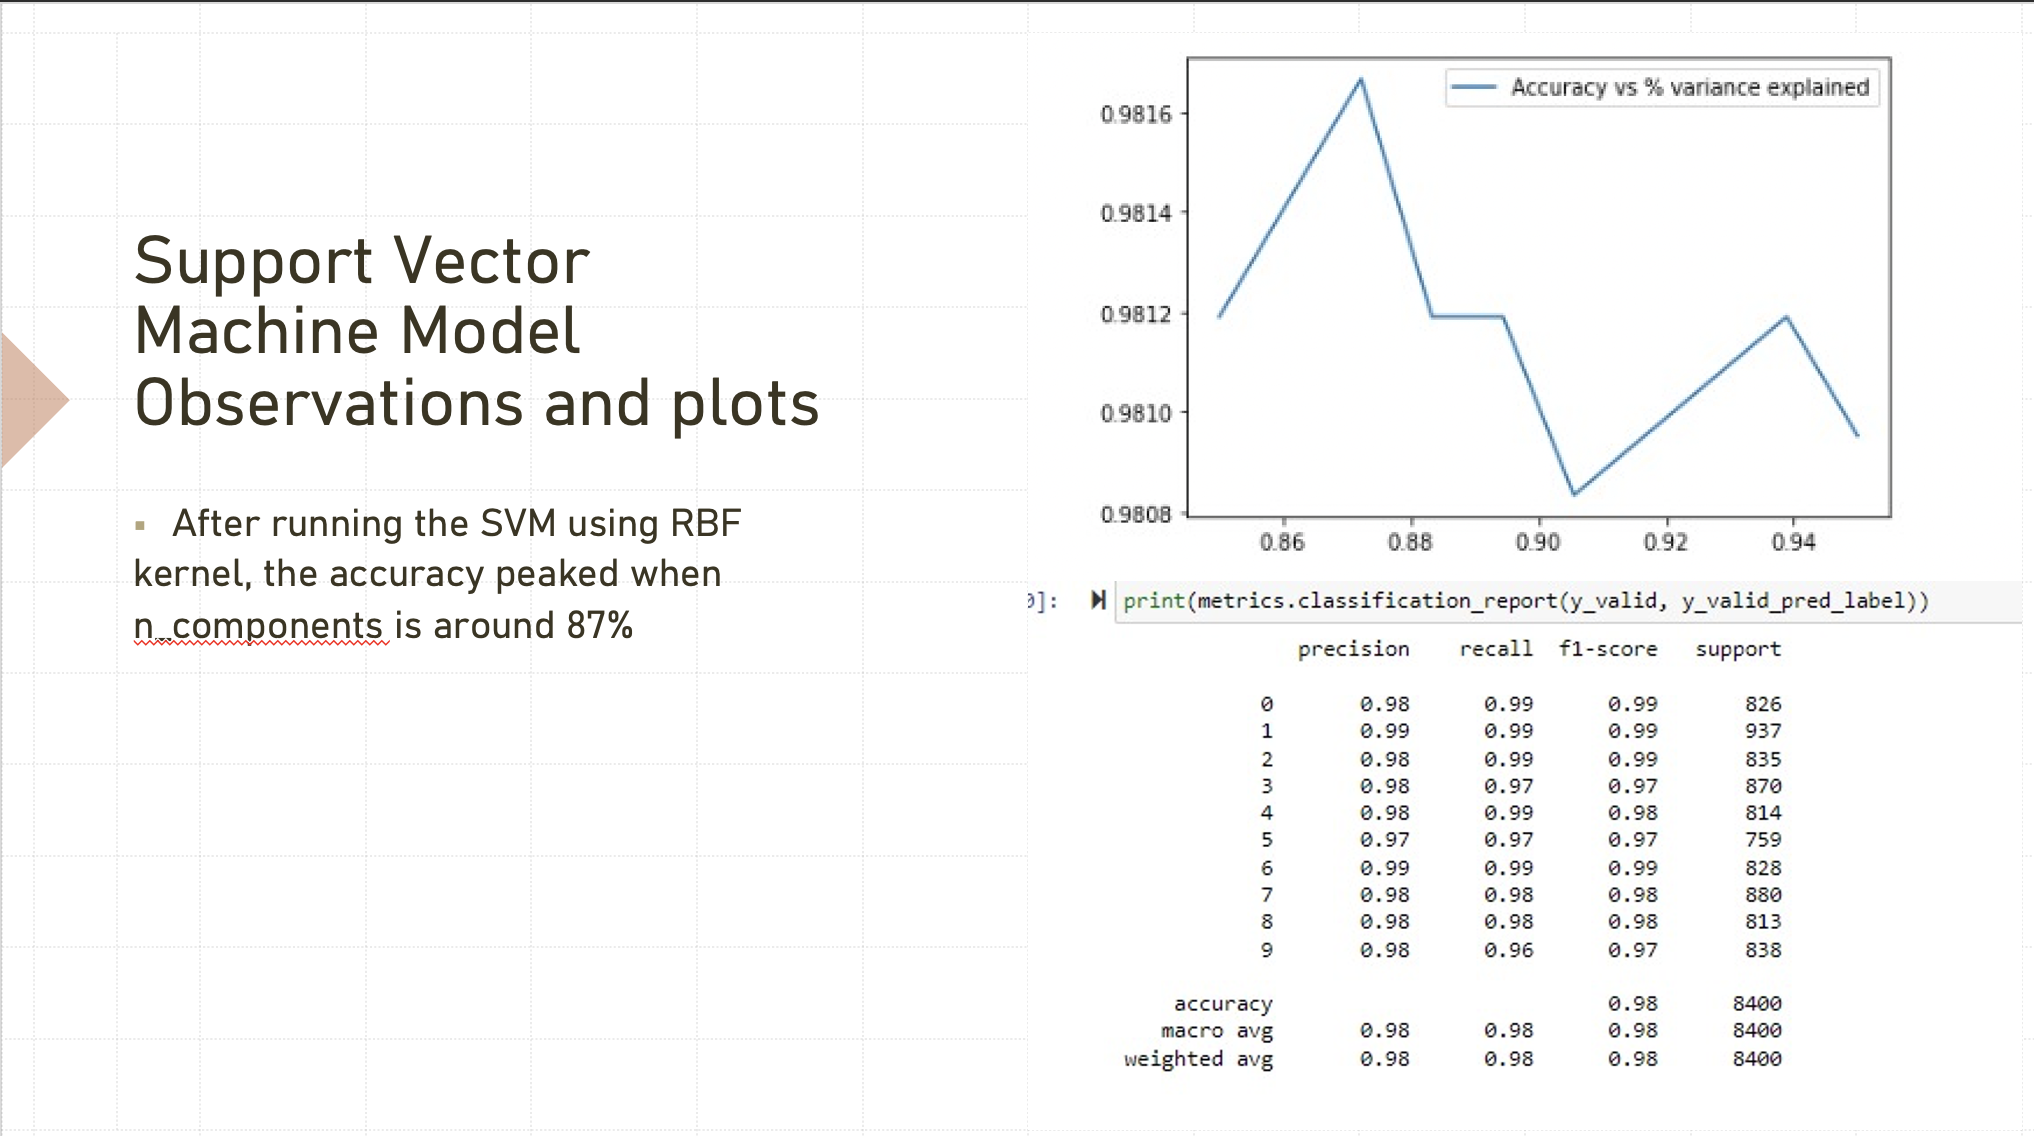 Support Vector
Machine Model
Observations and plots
▪ After running the SVM using RBF
kernel, the accuracy peaked when
n_components is around 87%
Accuracy vs % variance explained
0.9816
0.9814
0.9812
0.9810
0.9808
0.86 0.88 0.90 0.92 0.94
0]: print(metrics.classification_report(y_valid, y_valid_pred_label))
precision recall f1-score support
0 0.98 0.99 0.99 826
1 0.99 0.99 0.99 937
2 0.98 0.99 0.99 835
3 0.98 0.97 0.97 870
4 0.98 0.99 0.98 814
5 0.97 0.97 0.97 759
6 0.99 0.99 0.99 828
7 0.98 0.98 0.98 880
8 0.98 0.98 0.98 813
9 0.98 0.96 0.97 838
accuracy 0.98 8400
macro avg 0.98 0.98 0.98 8400
weighted avg 0.98 0.98 0.98 8400